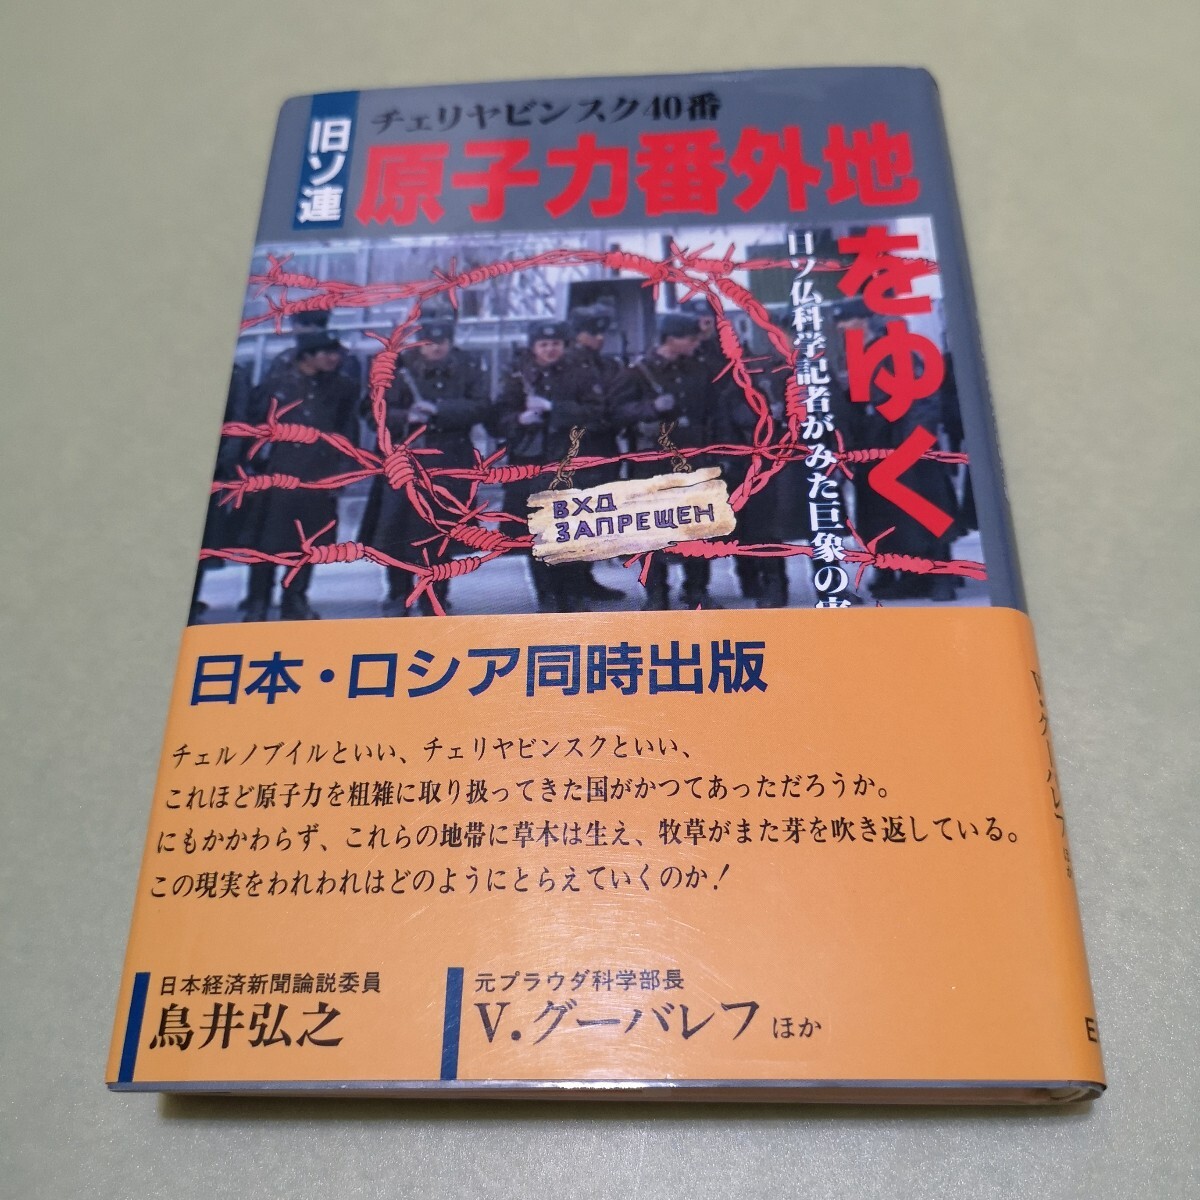 旧ソ連
チェリヤビンスク40番
原子力番外地
をゆく
日ソ仏科学記者がみた巨象の実
ВХД
ЗАПРЕЩЕН
日本・ロシア同時出版
チェルノブイルといい、チェリヤビンスクといい、
これほど原子力を粗雑に取り扱ってきた国がかつてあっただろうか。
にもかかわらず、これらの地帯に草木は生え、牧草がまた芽を吹き返している。
この現実をわれわれはどのようにとらえていくのか!
日本経済新聞論説委員
鳥井弘之
元プラウダ科学部長
V.グーバレフ ほか
V.グーバレフ ほか